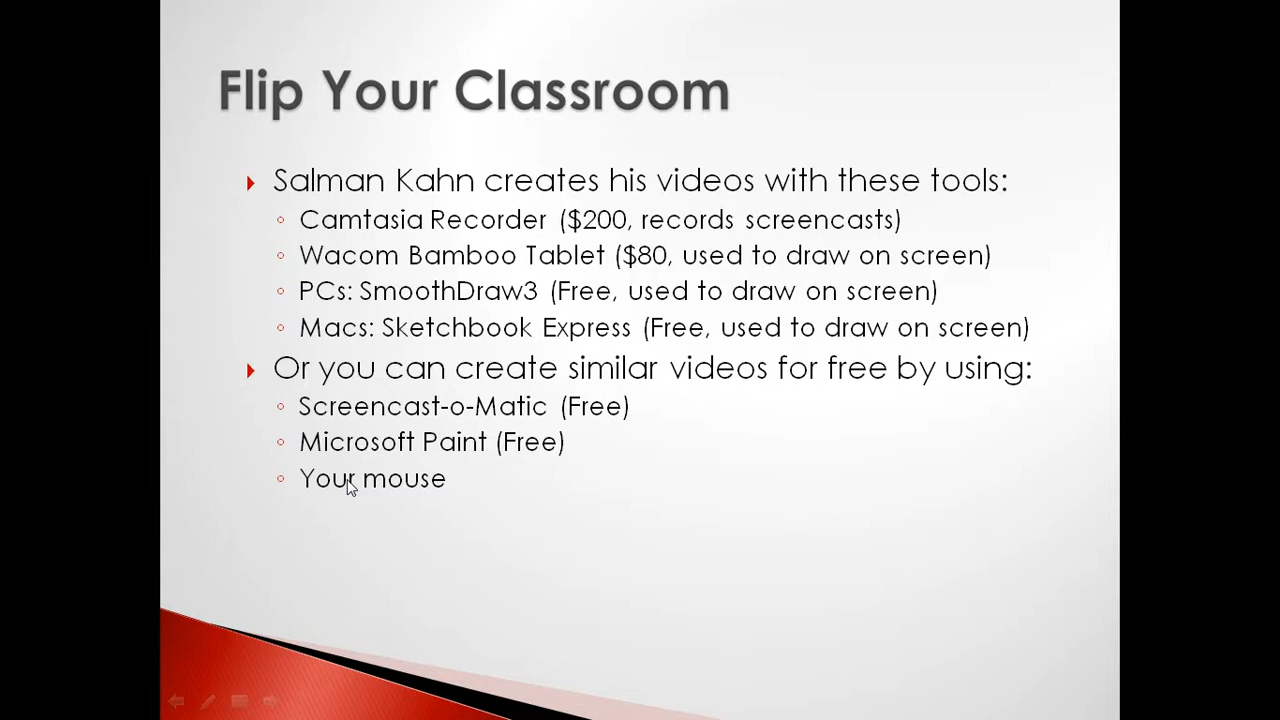 Flip Your Classroom
Salman Kahn creates his videos with these tools:
Camtasia Recorder ($200, records screencasts)
Wacom Bamboo Tablet ($80, used to draw on screen)
PCs: SmoothDraw3 (Free, used to draw on screen)
Macs: Sketchbook Express (Free, used to draw on screen)
Or you can create similar videos for free by using:
Screencast-o-Matic (Free)
Microsoft Paint (Free)
Your mouse